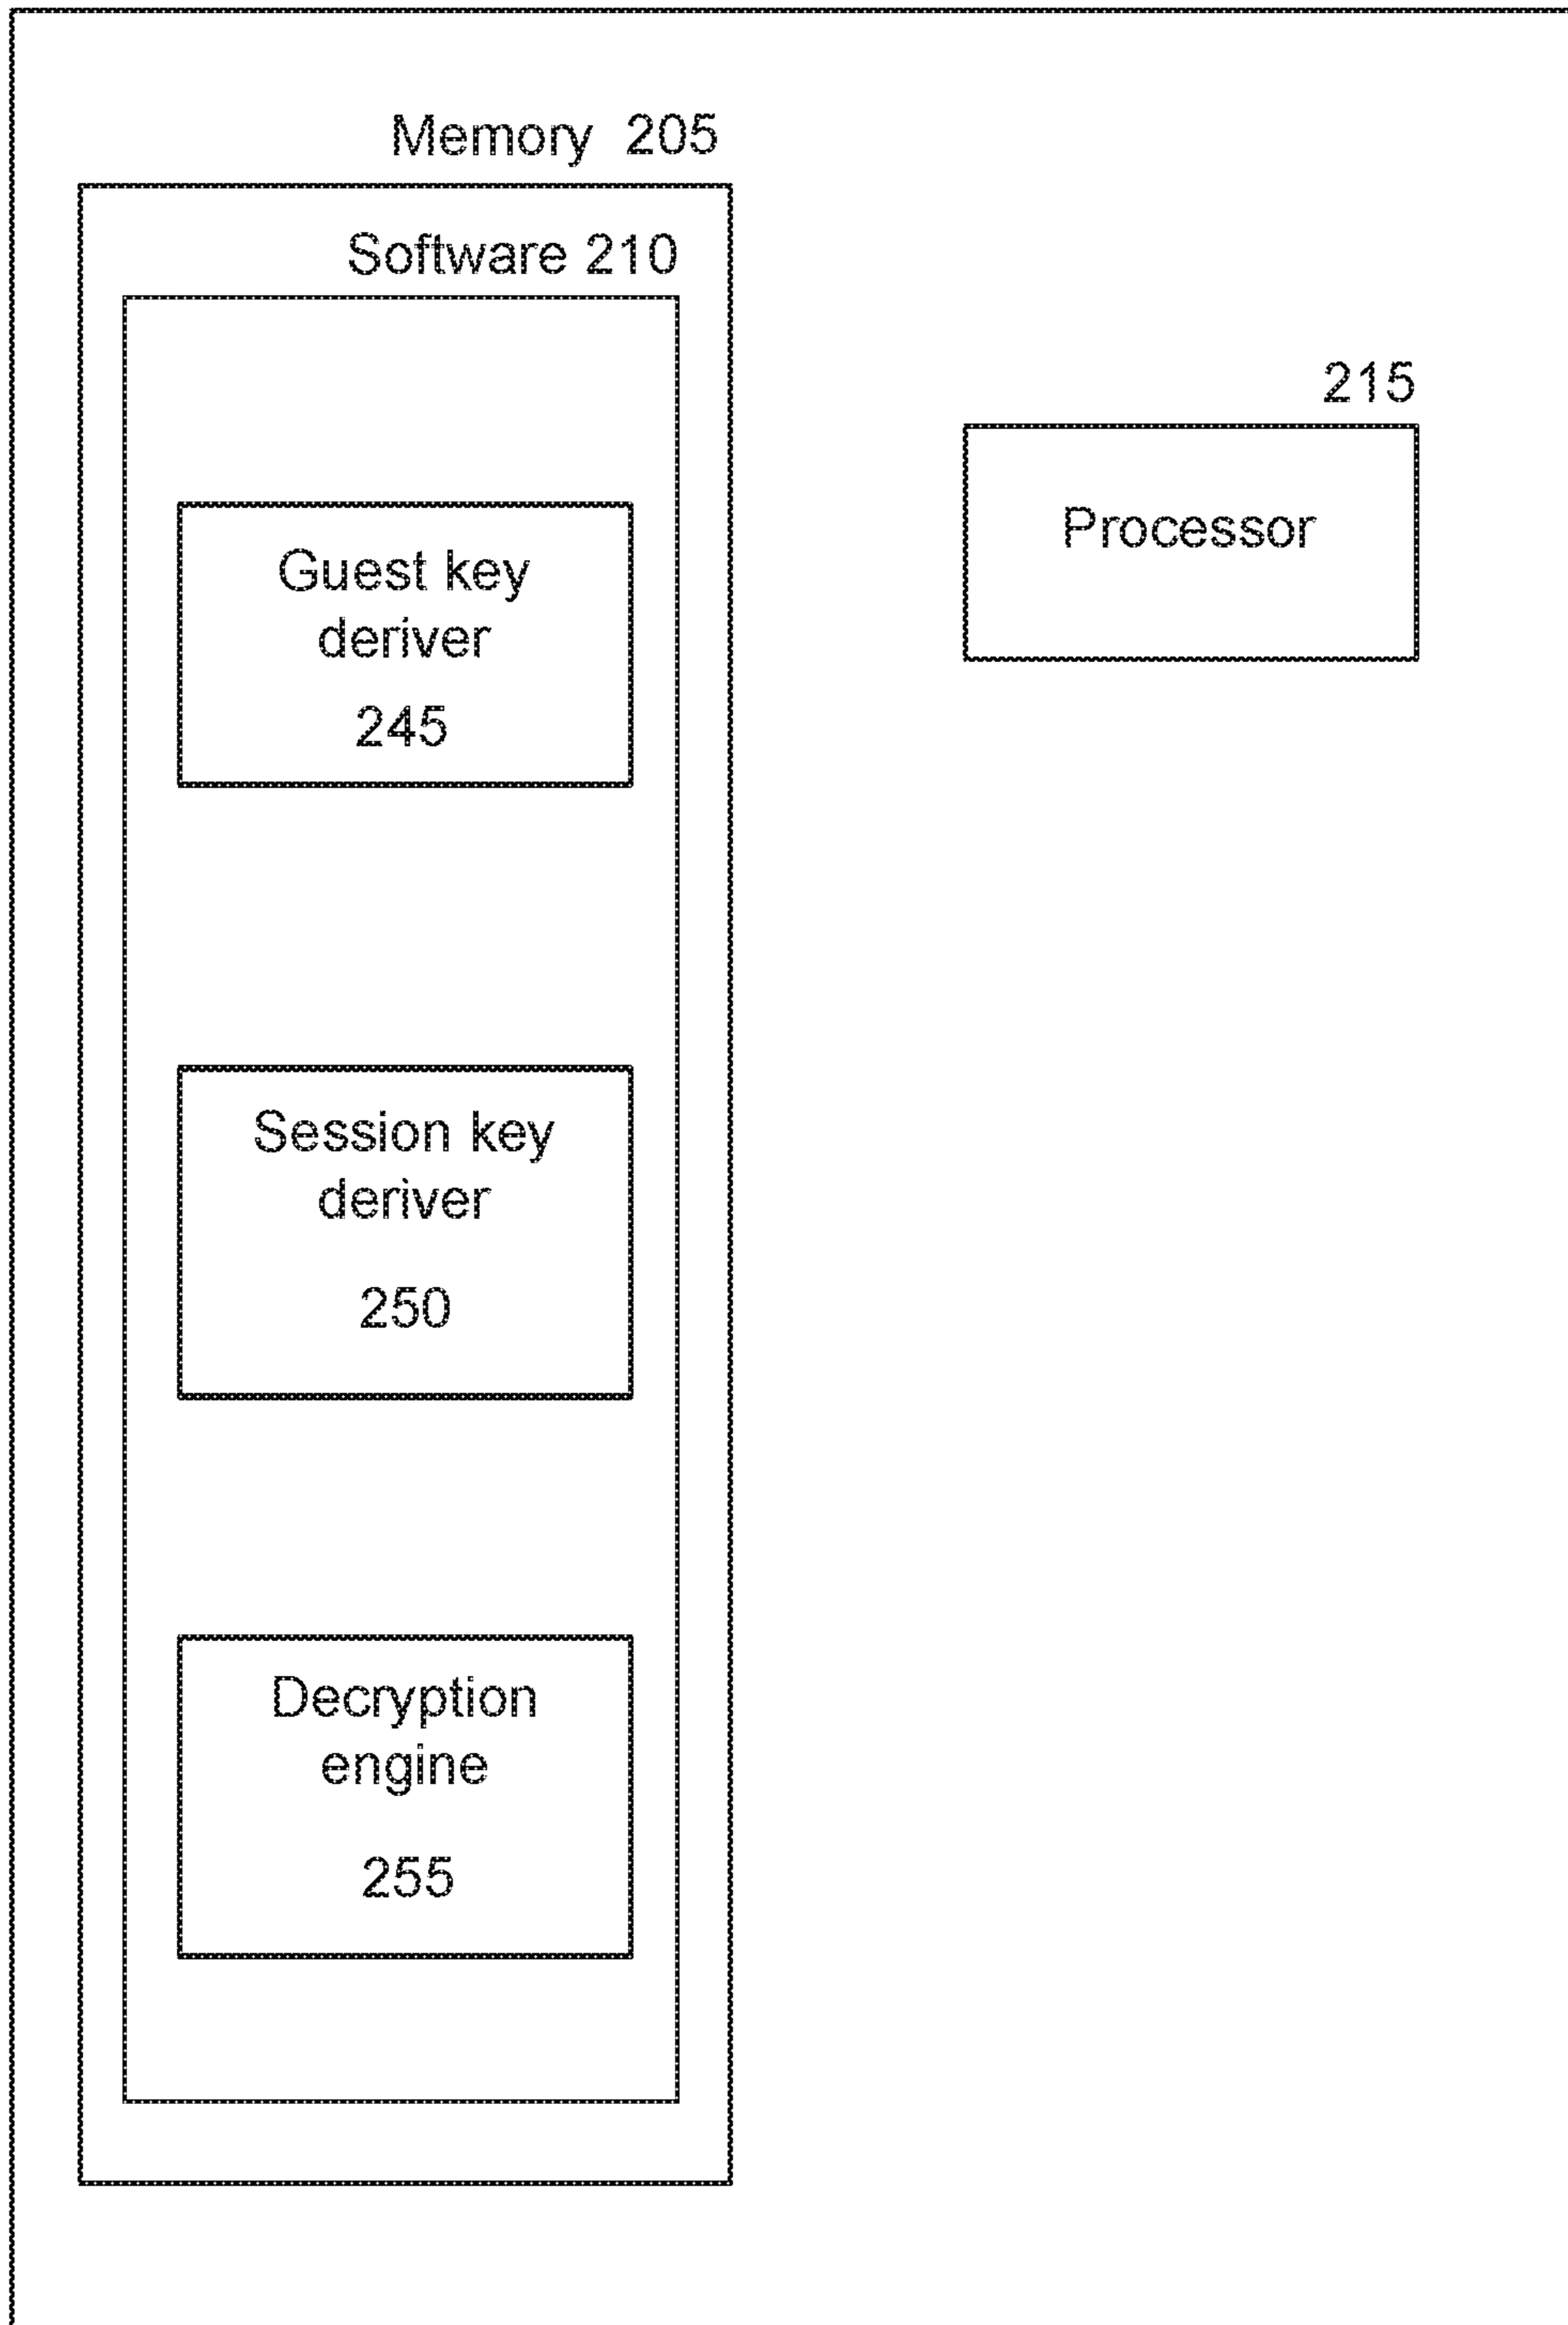 Memory 205
Software 210
215
Processor
Guest key
deriver
245
Session key
deriver
250
Decryption
engine
255